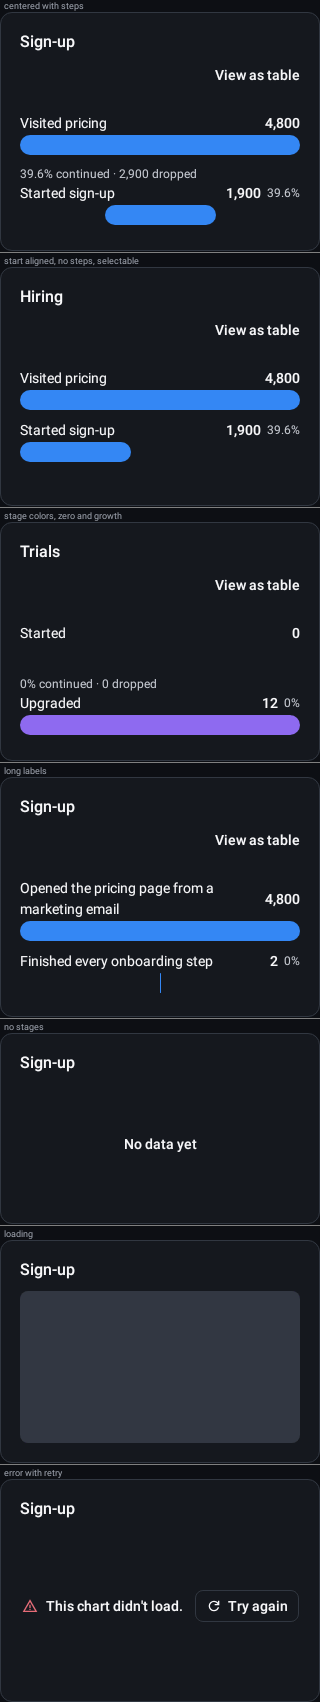 centered with steps
Sign-up
View as table
Visited pricing 4,800
39.6% continued · 2,900 dropped
Started sign-up 1,900 39.6%
start aligned, no steps, selectable
Hiring
View as table
Visited pricing 4,800
Started sign-up 1,900 39.6%
stage colors, zero and growth
Trials
View as table
Started 0
0% continued · 0 dropped
Upgraded 12 0%
long labels
Sign-up
View as table
Opened the pricing page from a
marketing email 4,800
Finished every onboarding step 2 0%
no stages
Sign-up
No data yet
loading
Sign-up
error with retry
Sign-up
This chart didn't load. Try again